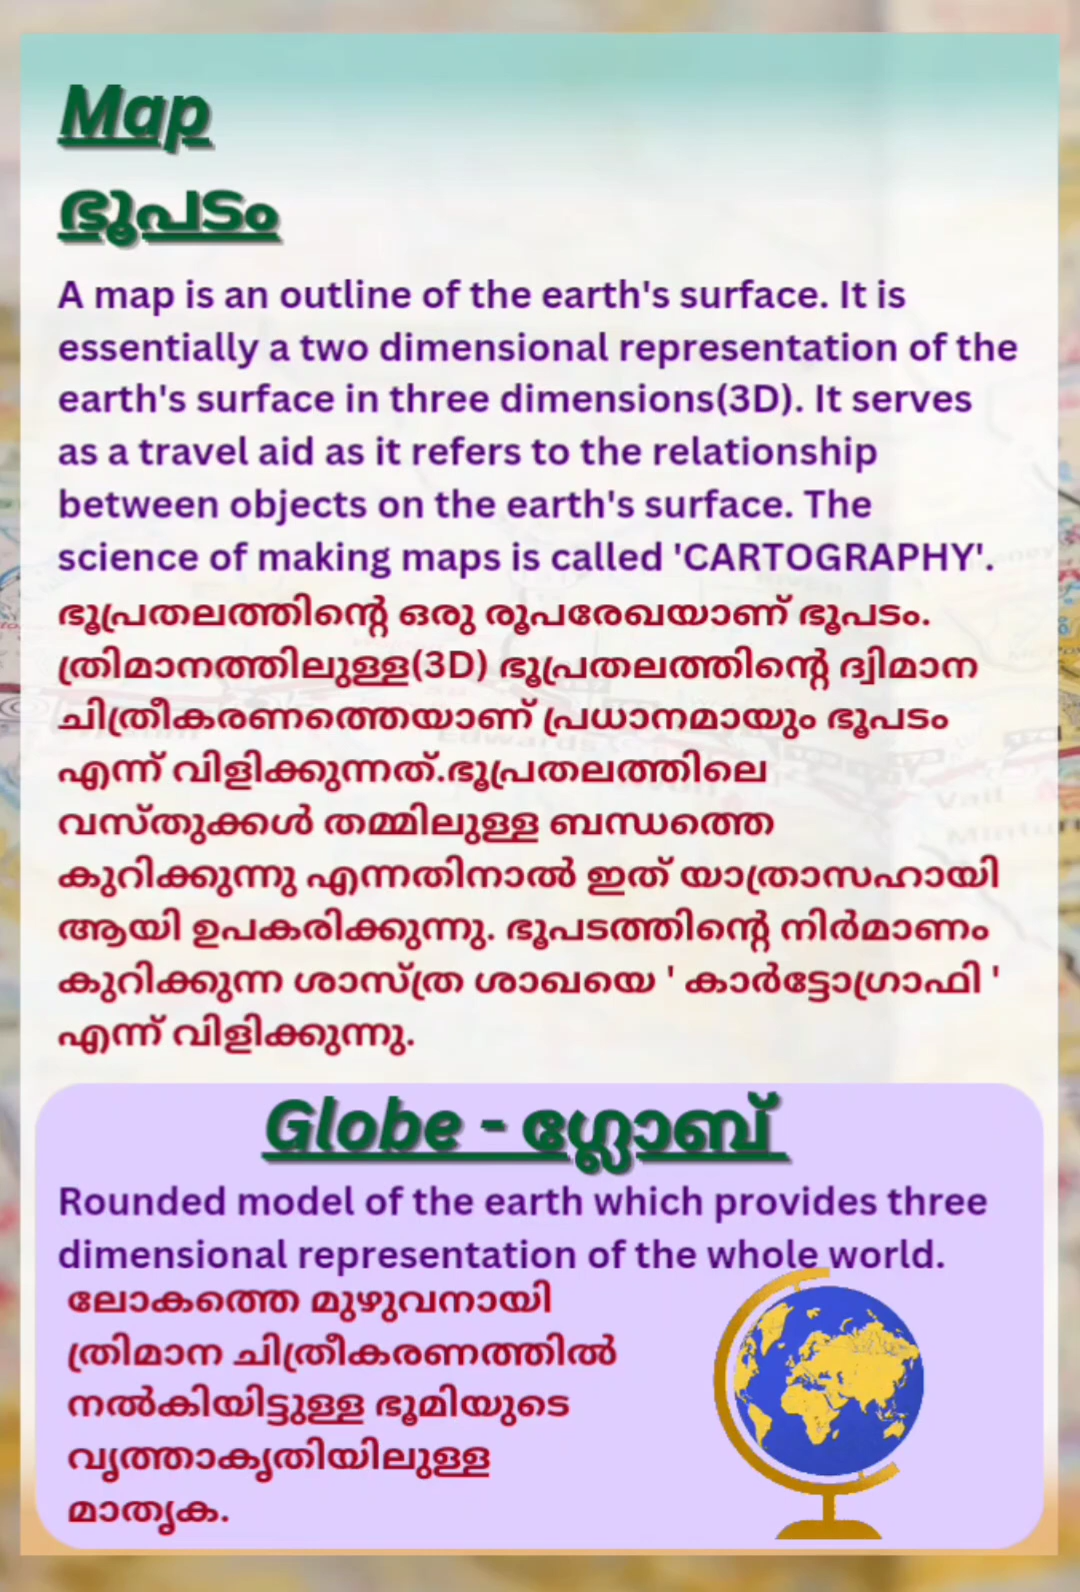 Map
ഭൂപടം
A map is an outline of the earth's surface. It is
essentially a two dimensional representation of the
earth's surface in three dimensions(3D). It serves
as a travel aid as it refers to the relationship
between objects on the earth's surface. The
science of making maps is called 'CARTOGRAPHY'.
ഭൂപ്രതലത്തിന്റെ ഒരു രൂപരേഖയാണ് ഭൂപടം.
ത്രിമാനത്തിലുള്ള(3D) ഭൂപ്രതലത്തിന്റെ ദ്വിമാന
ചിത്രീകരണത്തെയാണ് പ്രധാനമായും ഭൂപടം
എന്ന് വിളിക്കുന്നത്.ഭൂപ്രതലത്തിലെ
വസ്തുക്കൾ തമ്മിലുള്ള ബന്ധത്തെ
കുറിക്കുന്നു എന്നതിനാൽ ഇത് യാത്രാസഹായി
ആയി ഉപകരിക്കുന്നു. ഭൂപടത്തിന്റെ നിർമാണം
കുറിക്കുന്ന ശാസ്ത്ര ശാഖയെ ' കാർട്ടോഗ്രാഫി '
എന്ന് വിളിക്കുന്നു.
Globe - ഗ്ലോബ്
Rounded model of the earth which provides three
dimensional representation of the whole world.
ലോകത്തെ മുഴുവനായി
ത്രിമാന ചിത്രീകരണത്തിൽ
നൽകിയിട്ടുള്ള ഭൂമിയുടെ
വൃത്താകൃതിയിലുള്ള
മാതൃക.